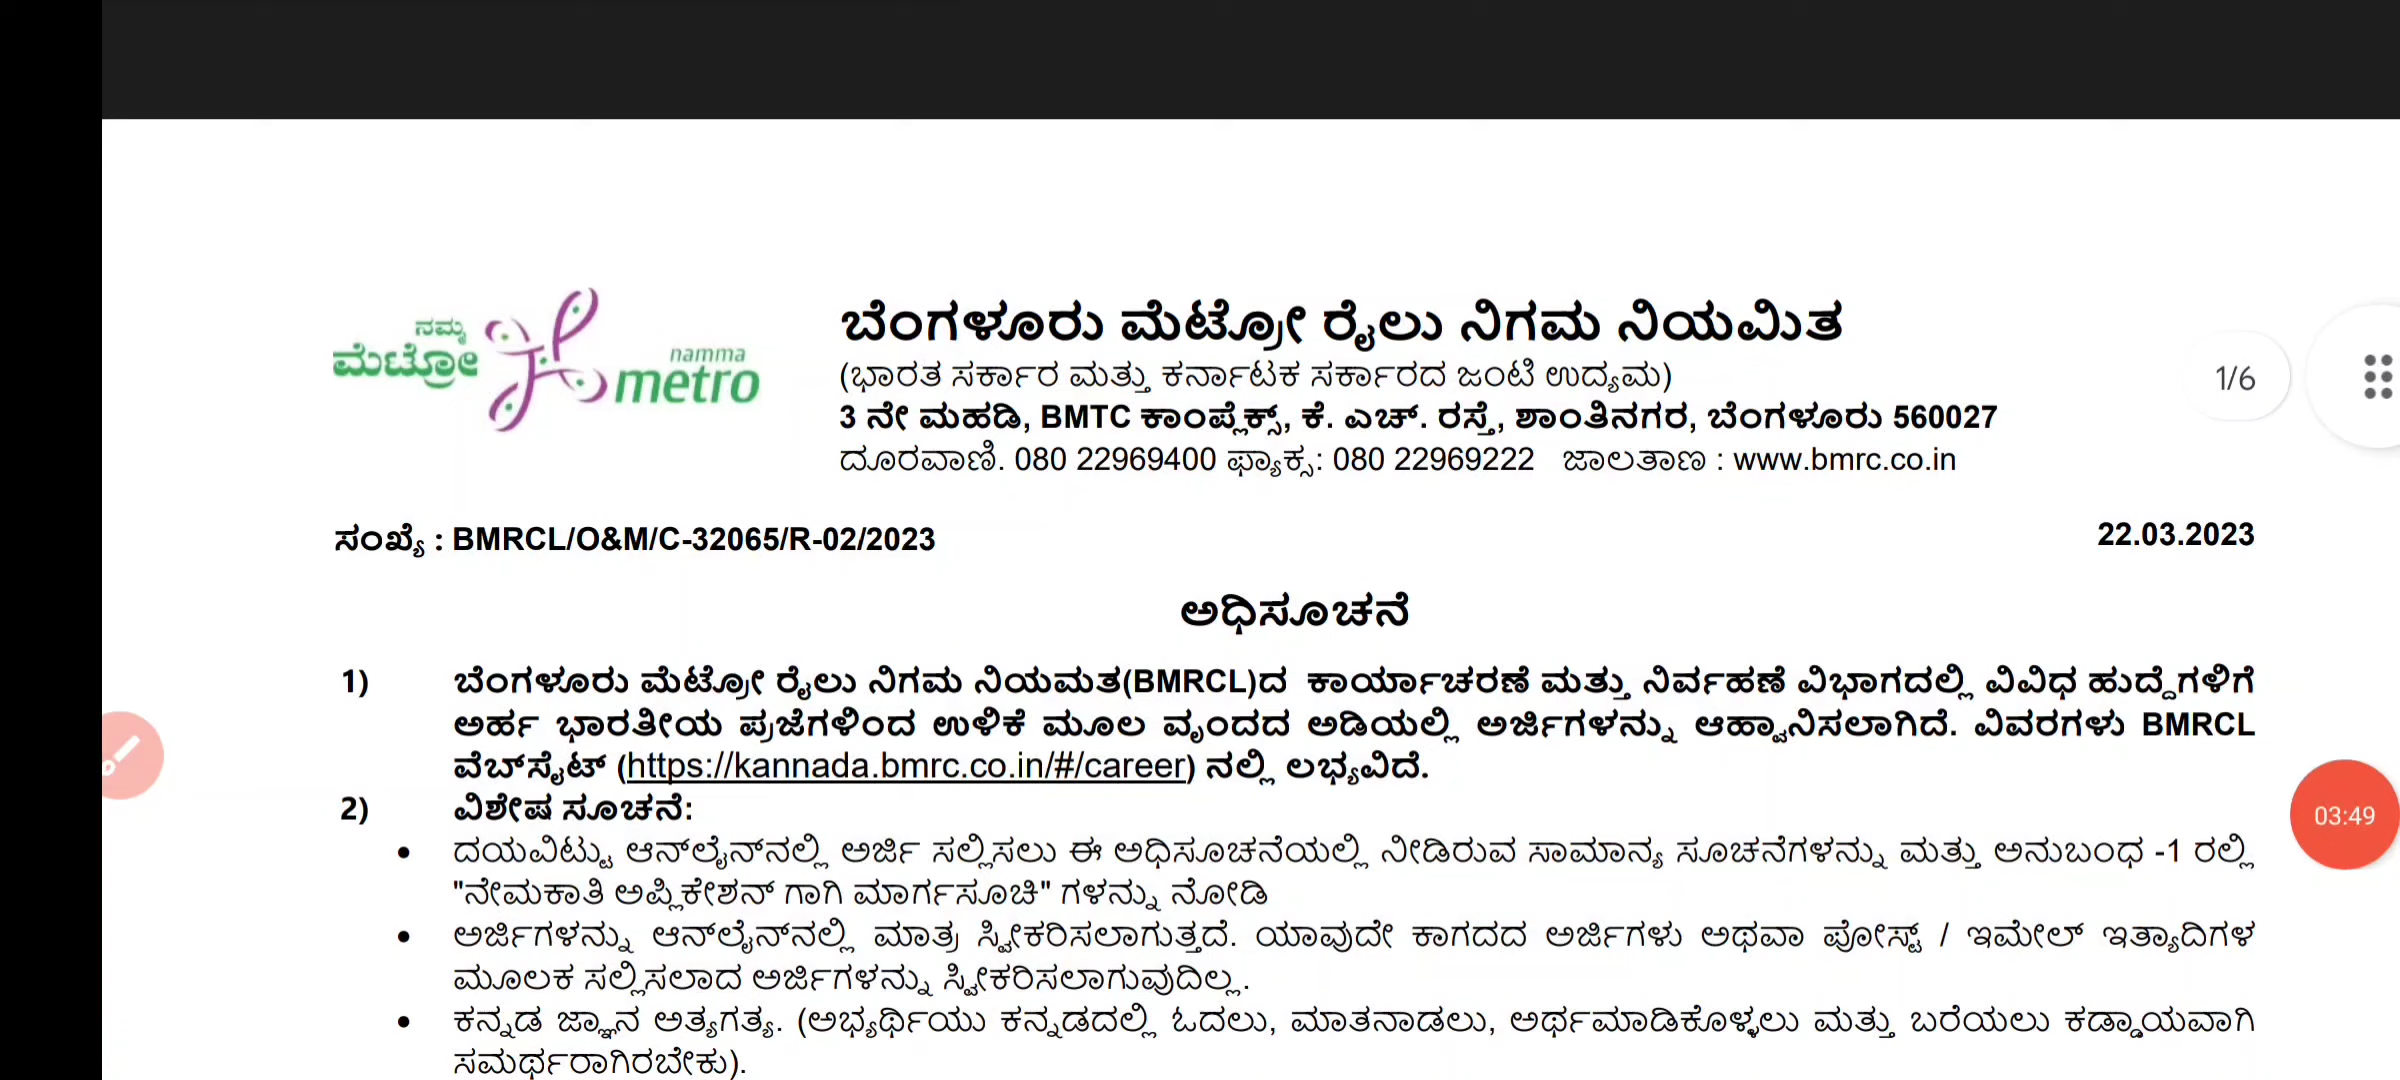 ನಮ್ಮ
ಮೆಟ್ರೋ
namma
metro
ಬೆಂಗಳೂರು ಮೆಟ್ರೋ ರೈಲು ನಿಗಮ ನಿಯಮಿತ
(ಭಾರತ ಸರ್ಕಾರ ಮತ್ತು ಕರ್ನಾಟಕ ಸರ್ಕಾರದ ಜಂಟಿ ಉದ್ಯಮ)
3 ನೇ ಮಹಡಿ, BMTC ಕಾಂಪ್ಲೆಕ್ಸ್, ಕೆ. ಎಚ್. ರಸ್ತೆ, ಶಾಂತಿನಗರ, ಬೆಂಗಳೂರು 560027
ದೂರವಾಣಿ. 080 22969400 ಫ್ಯಾಕ್ಸ: 080 22969222 ಜಾಲತಾಣ : www.bmrc.co.in
1/6
ಸಂಖ್ಯೆ : BMRCL/O&M/C-32065/R-02/2023 22.03.2023
ಅಧಿಸೂಚನೆ
1) ಬೆಂಗಳೂರು ಮೆಟ್ರೋ ರೈಲು ನಿಗಮ ನಿಯಮತ(BMRCL)ದ ಕಾರ್ಯಾಚರಣೆ ಮತ್ತು ನಿರ್ವಹಣೆ ವಿಭಾಗದಲ್ಲಿ ವಿವಿಧ ಹುದ್ದೆಗಳಿಗೆ
ಅರ್ಹ ಭಾರತೀಯ ಪ್ರಜೆಗಳಿಂದ ಉಳಿಕೆ ಮೂಲ ವೃಂದದ ಅಡಿಯಲ್ಲಿ ಅರ್ಜಿಗಳನ್ನು ಆಹ್ವಾನಿಸಲಾಗಿದೆ. ವಿವರಗಳು BMRCL
ವೆಬ್‌ಸೈಟ್ (https://kannada.bmrc.co.in/#/career) ನಲ್ಲಿ ಲಭ್ಯವಿದೆ.
2) ವಿಶೇಷ ಸೂಚನೆ:
• ದಯವಿಟ್ಟು ಆನ್‌ಲೈನ್‌ನಲ್ಲಿ ಅರ್ಜಿ ಸಲ್ಲಿಸಲು ಈ ಅಧಿಸೂಚನೆಯಲ್ಲಿ ನೀಡಿರುವ ಸಾಮಾನ್ಯ ಸೂಚನೆಗಳನ್ನು ಮತ್ತು ಅನುಬಂಧ -1 ರಲ್ಲಿ
"ನೇಮಕಾತಿ ಅಪ್ಲಿಕೇಶನ್ ಗಾಗಿ ಮಾರ್ಗಸೂಚಿ" ಗಳನ್ನು ನೋಡಿ
03:49
• ಅರ್ಜಿಗಳನ್ನು ಆನ್‌ಲೈನ್‌ನಲ್ಲಿ ಮಾತ್ರ ಸ್ವೀಕರಿಸಲಾಗುತ್ತದೆ. ಯಾವುದೇ ಕಾಗದದ ಅರ್ಜಿಗಳು ಅಥವಾ ಪೋಸ್ಟ್ / ಇಮೇಲ್ ಇತ್ಯಾದಿಗಳ
ಮೂಲಕ ಸಲ್ಲಿಸಲಾದ ಅರ್ಜಿಗಳನ್ನು ಸ್ವೀಕರಿಸಲಾಗುವುದಿಲ್ಲ.
• ಕನ್ನಡ ಜ್ಞಾನ ಅತ್ಯಗತ್ಯ. (ಅಭ್ಯರ್ಥಿಯು ಕನ್ನಡದಲ್ಲಿ ಓದಲು, ಮಾತನಾಡಲು, ಅರ್ಥಮಾಡಿಕೊಳ್ಳಲು ಮತ್ತು ಬರೆಯಲು ಕಡ್ಡಾಯವಾಗಿ
ಸಮರ್ಥರಾಗಿರಬೇಕು).